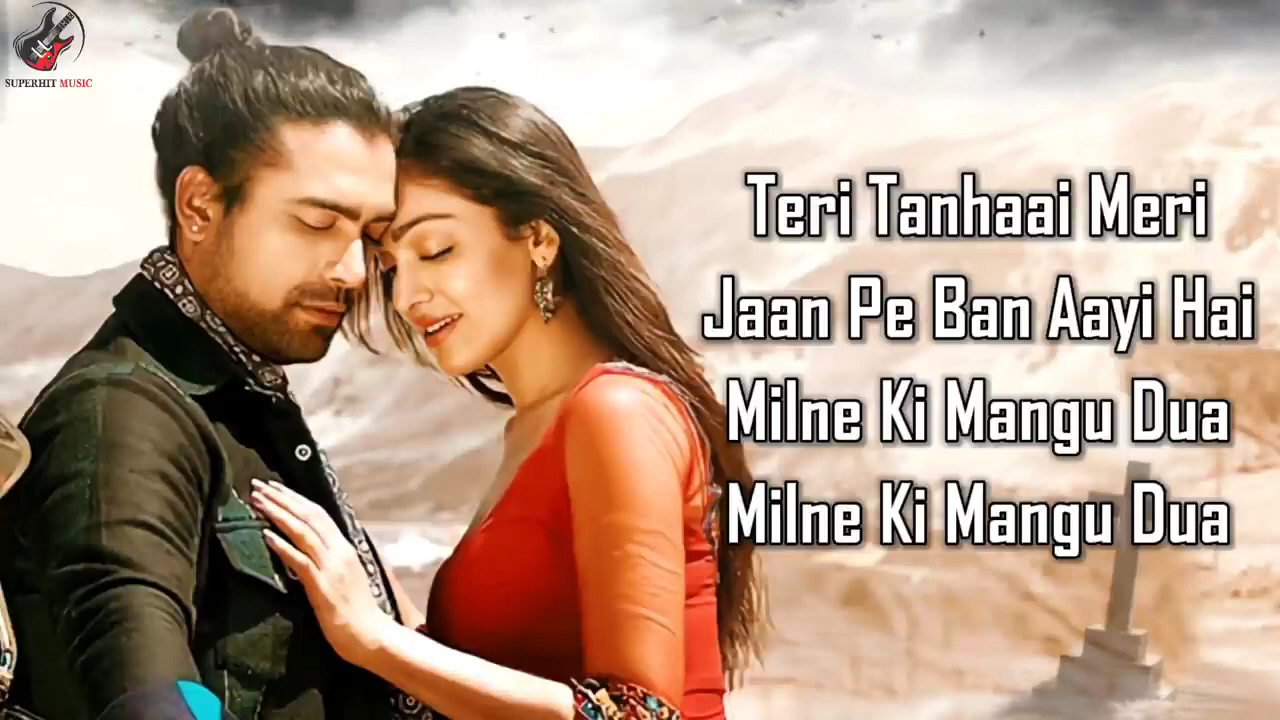 SUPERHIT MUSIC
Teri Tanhaai Meri
Jaan Pe Ban Aayi Hai
Milne Ki Mangu Dua
Milne Ki Mangu Dua